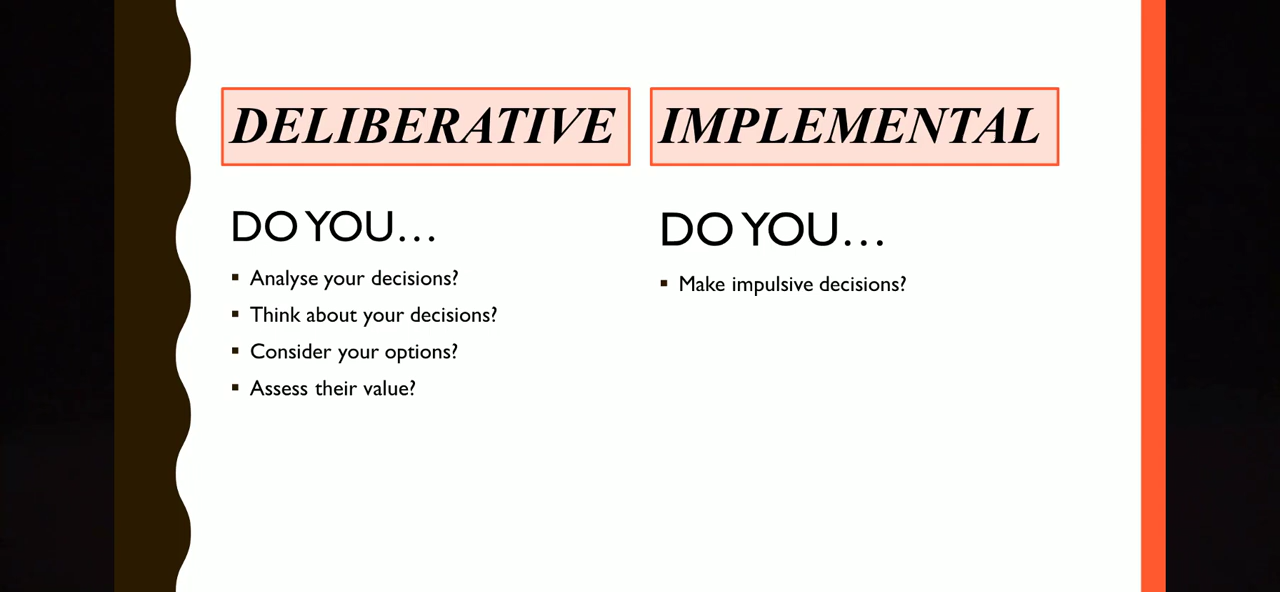 DELIBERATIVE
DO YOU...
Analyse your decisions?
Think about your decisions?
Consider your options?
Assess their value?
IMPLEMENTAL
DO YOU...
Make impulsive decisions?